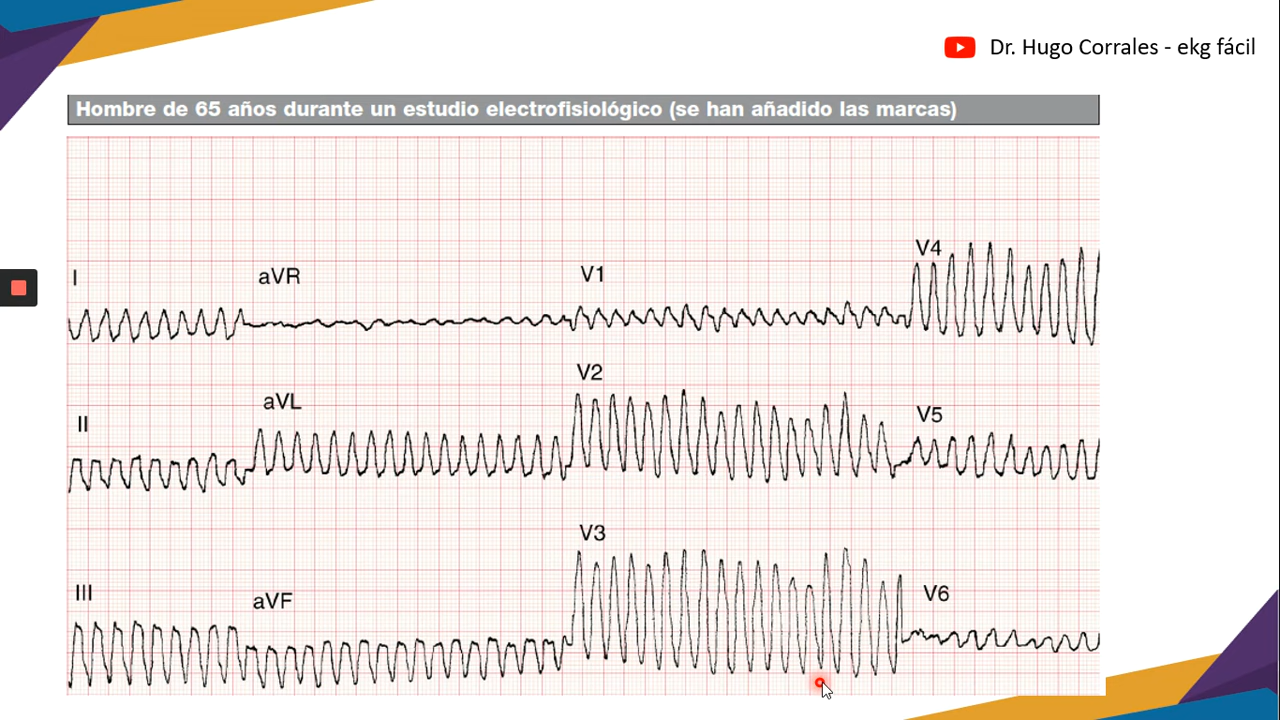 Dr. Hugo Corrales - ekg fácil
Hombre de 65 años durante un estudio electrofisiológico (se han añadido las marcas)
I
aVR
V1
V4
II
aVL
V2
V5
III
aVF
V3
V6